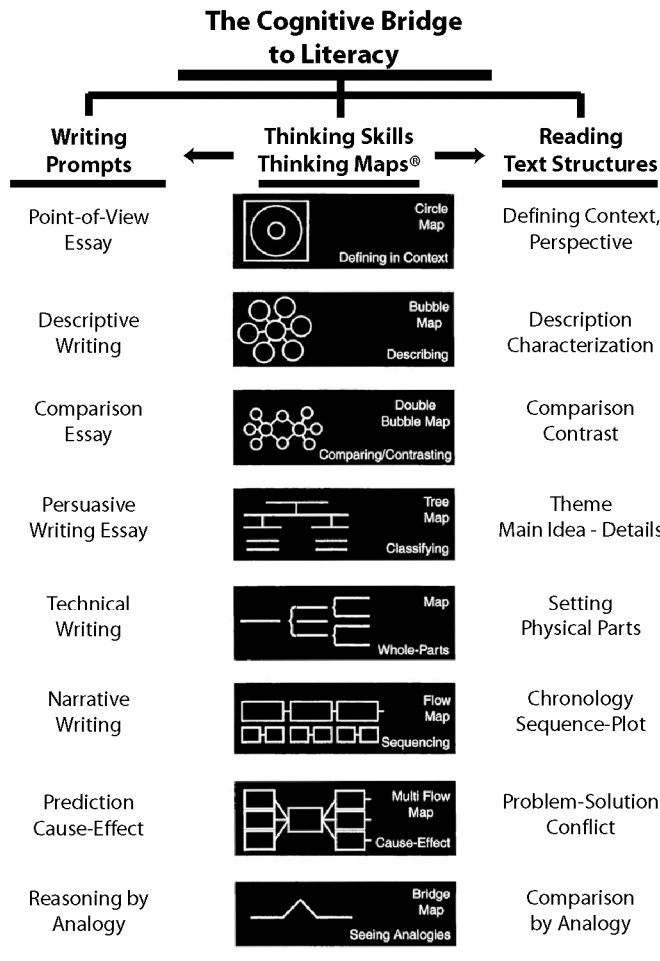 The Cognitive Bridge
to Literacy
Writing
Prompts
Thinking Skills
Thinking Maps®
Reading
Text Structures
Point-of-View
Essay
Circle
Map
Defining in Context
Defining Context,
Perspective
Descriptive
Writing
Bubble
Map
Describing
Description
Characterization
Comparison
Essay
Double
Bubble Map
Comparing/Contrasting
Comparison
Contrast
Persuasive
Writing Essay
Tree
Map
Classifying
Theme
Main Idea - Details
Technical
Writing
Map
Whole-Parts
Setting
Physical Parts
Narrative
Writing
Flow
Map
Sequencing
Chronology
Sequence-Plot
Prediction
Cause-Effect
Multi Flow
Map
Cause-Effect
Problem-Solution
Conflict
Reasoning by
Analogy
Bridge
Map
Seeing Analogies
Comparison
by Analogy